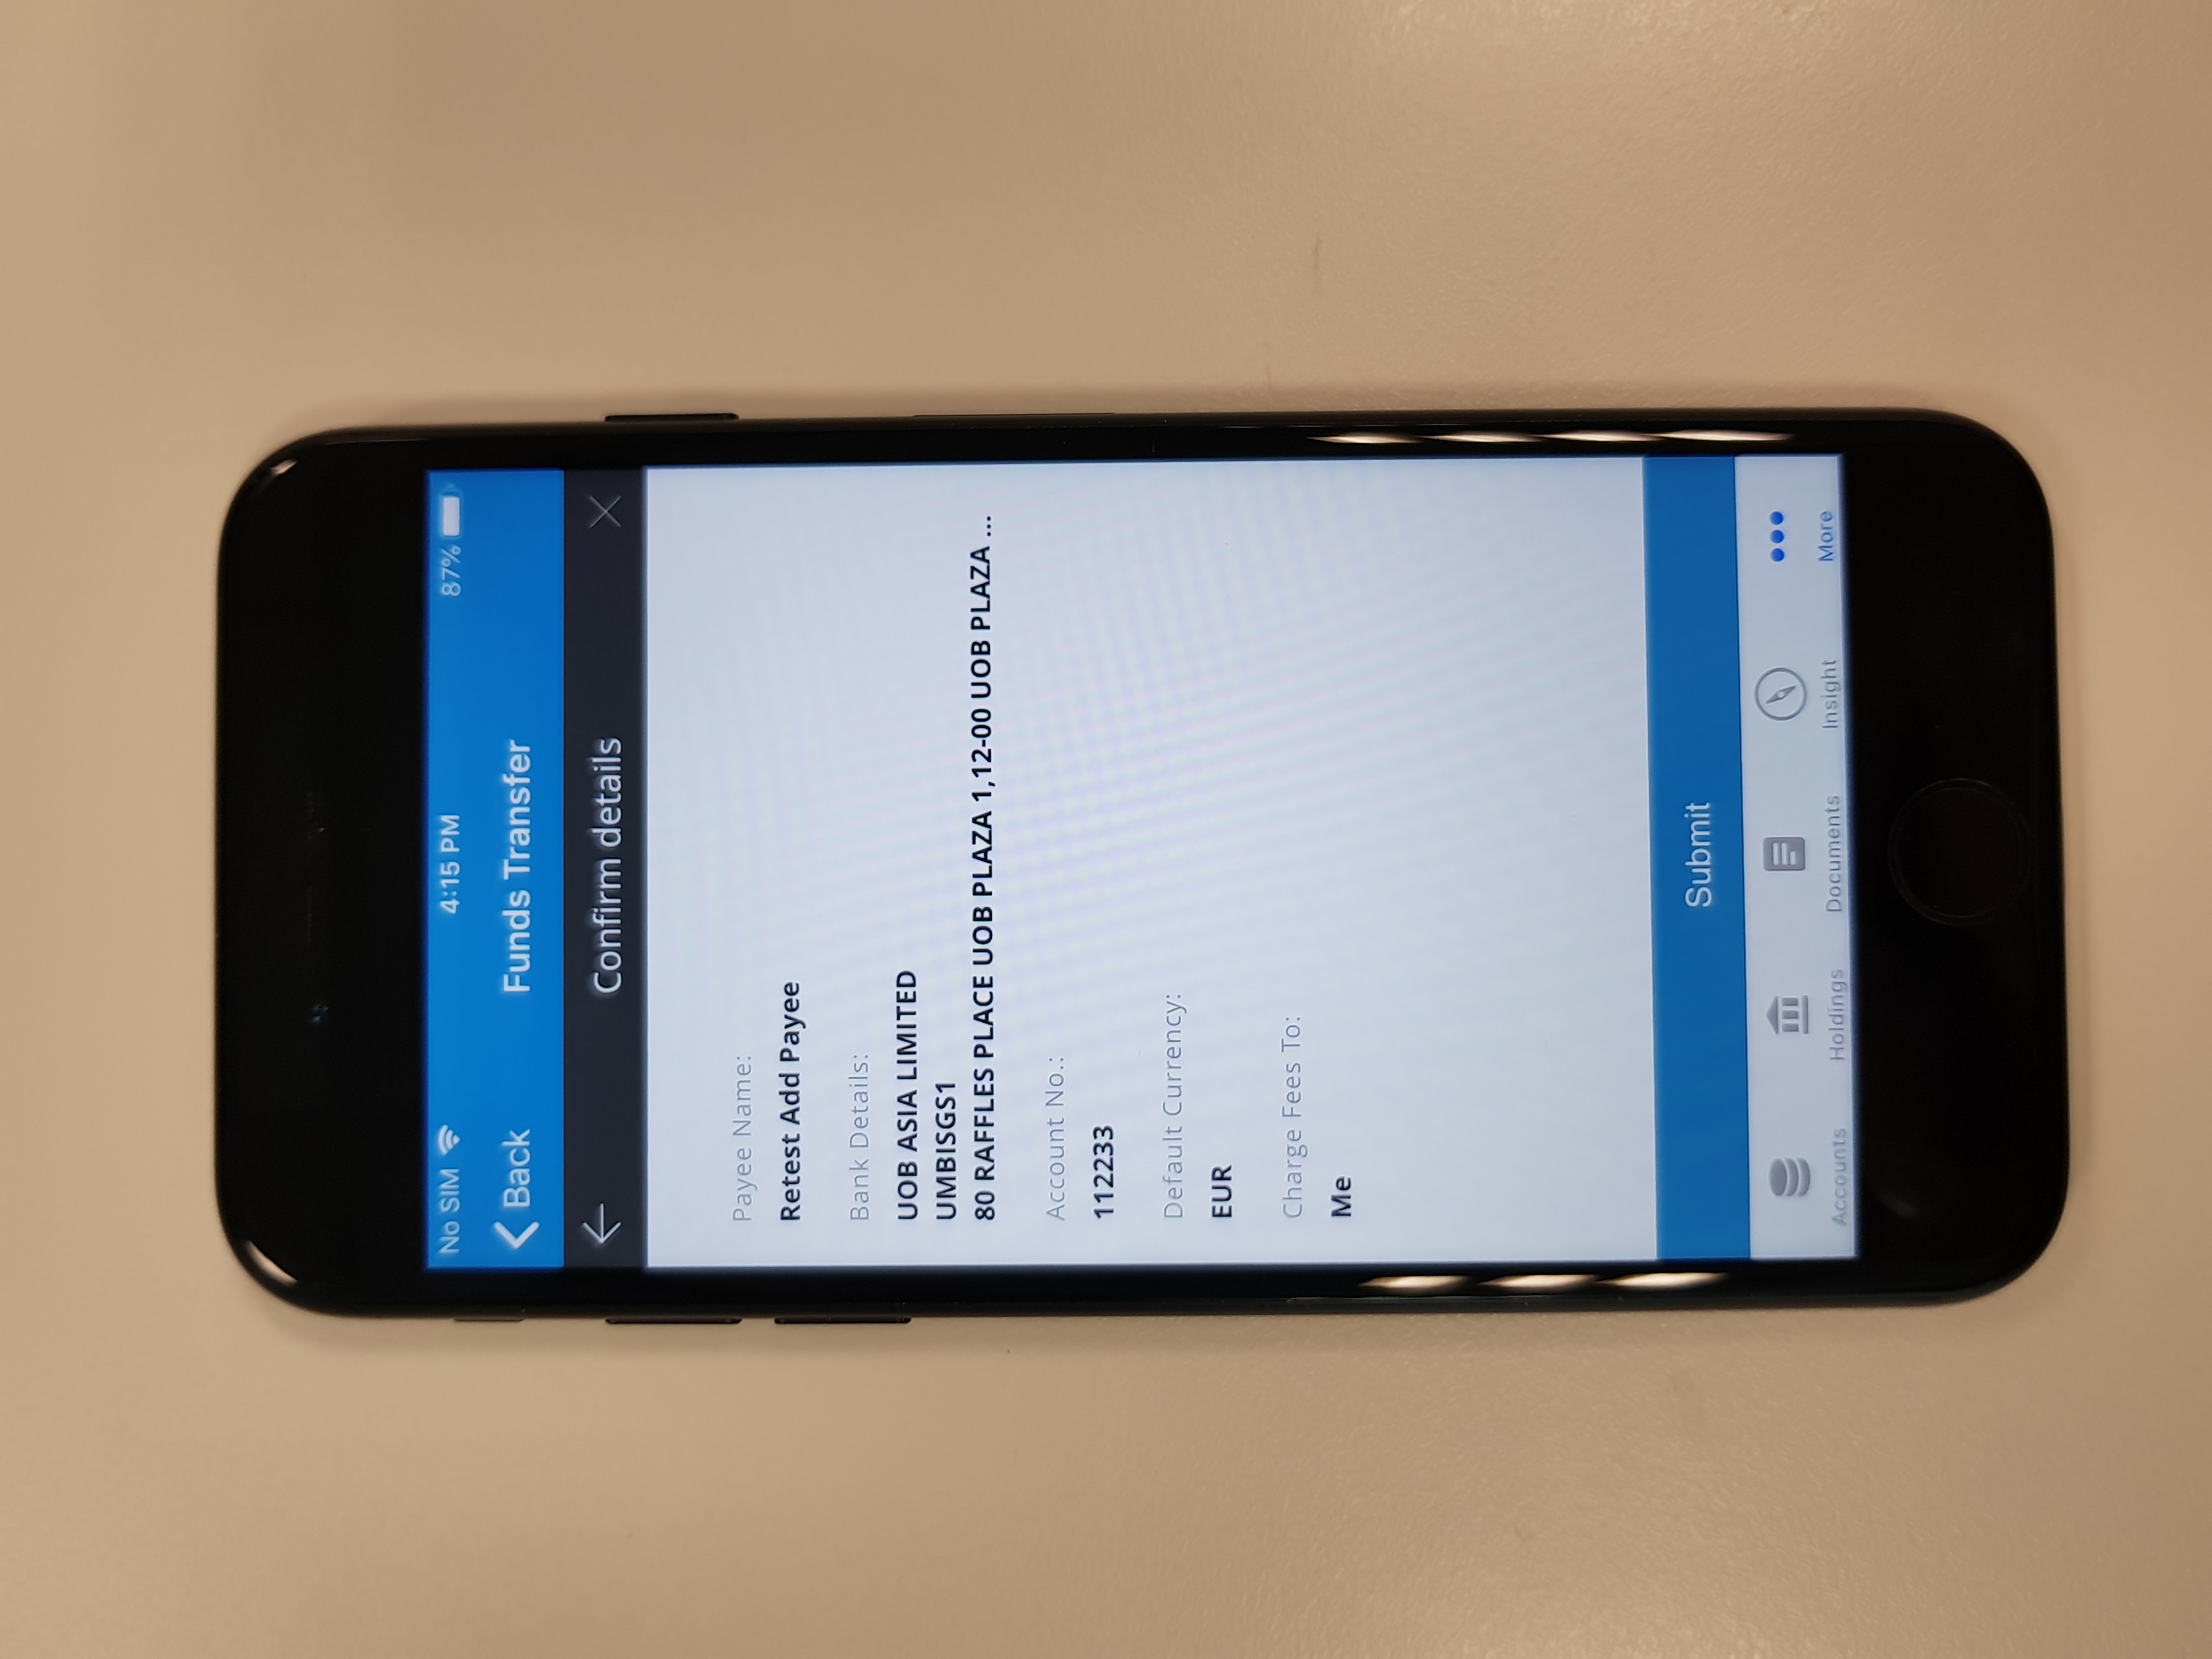 No SIM 4:15 PM 87%
Back Funds Transfer
Confirm details
Payee Name:
Retest Add Payee
Bank Details:
UOB ASIA LIMITED
UMBISGS1
80 RAFFLES PLACE UOB PLAZA 1,12-00 UOB PLAZA ...
Account No.:
112233
Default Currency:
EUR
Charge Fees To:
Me
Submit
Accounts Holdings Documents Insight More